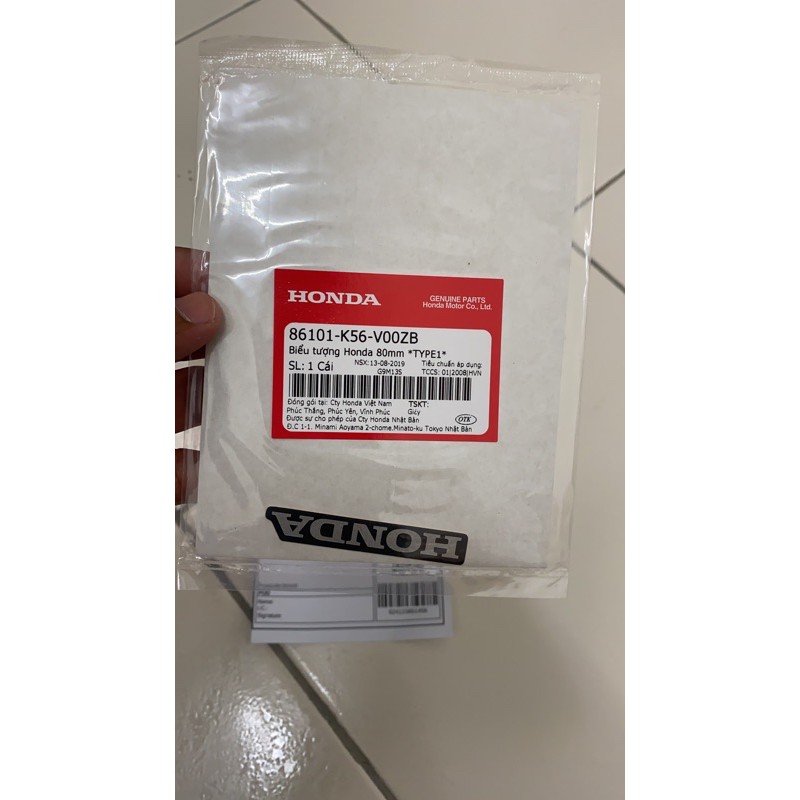 HONDA
GENUINE PARTS
Honda Motor Co., Ltd.
86101-K56-V00ZB
Biểu tượng Honda 80mm *TYPE1*
SL: 1 Cái
NSX: 13-08-2019
G9M13S
Tiêu chuẩn áp dụng:
TCCS: 01|2008|HVN
Đóng gói tại: Cty Honda Việt Nam
TSKT:
Phúc Thắng, Phúc Yên, Vĩnh Phúc
Giấy
Được sự cho phép của Cty Honda Nhật Bản
OTK
Đ.C 1-1. Minami Aoyama 2-chome.Minato-ku Tokyo Nhật Bản
HONDA
Name
Signature